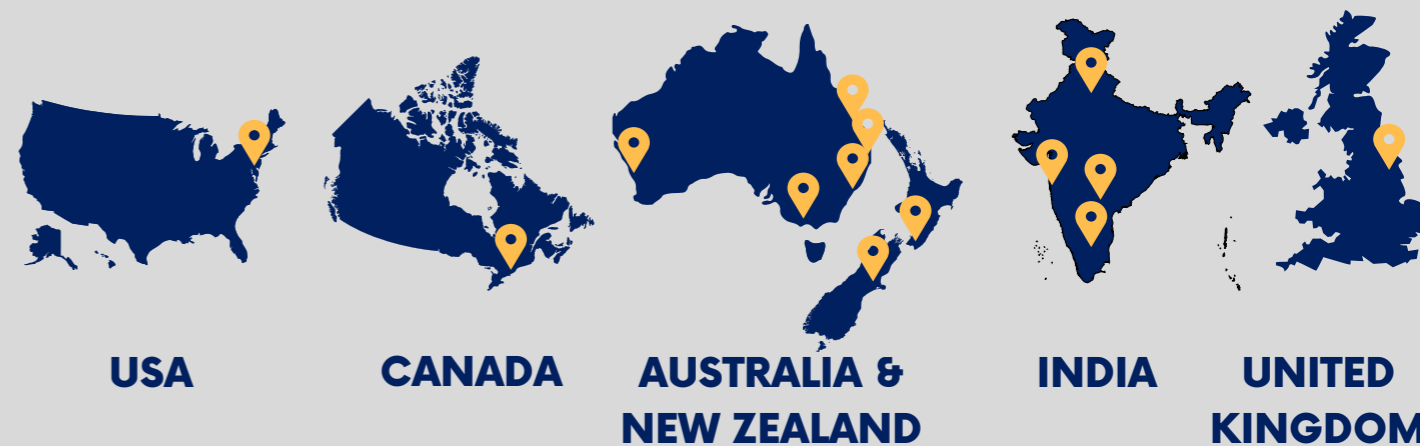 USA
CANADA
AUSTRALIA &
NEW ZEALAND
INDIA
UNITED
KINGDOM